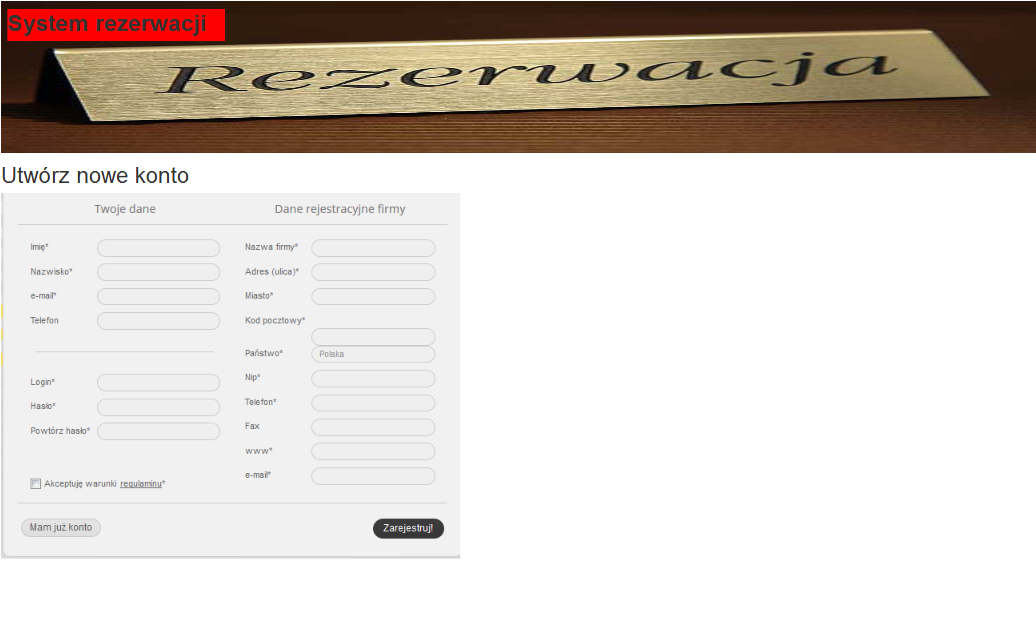 System rezerwacji
Rezerwacja
Utwórz nowe konto
Twoje dane
Imię*
Nazwisko*
e-mail*
Telefon
Login*
Hasło*
Powtórz hasło*
Akceptuję warunki regulaminu*
Dane rejestracyjne firmy
Nazwa firmy*
Adres (ulica)*
Miasto*
Kod pocztowy*
Państwo* Polska
Nip*
Telefon*
Fax
www*
e-mail*
Mam już konto
Zarejestruj!